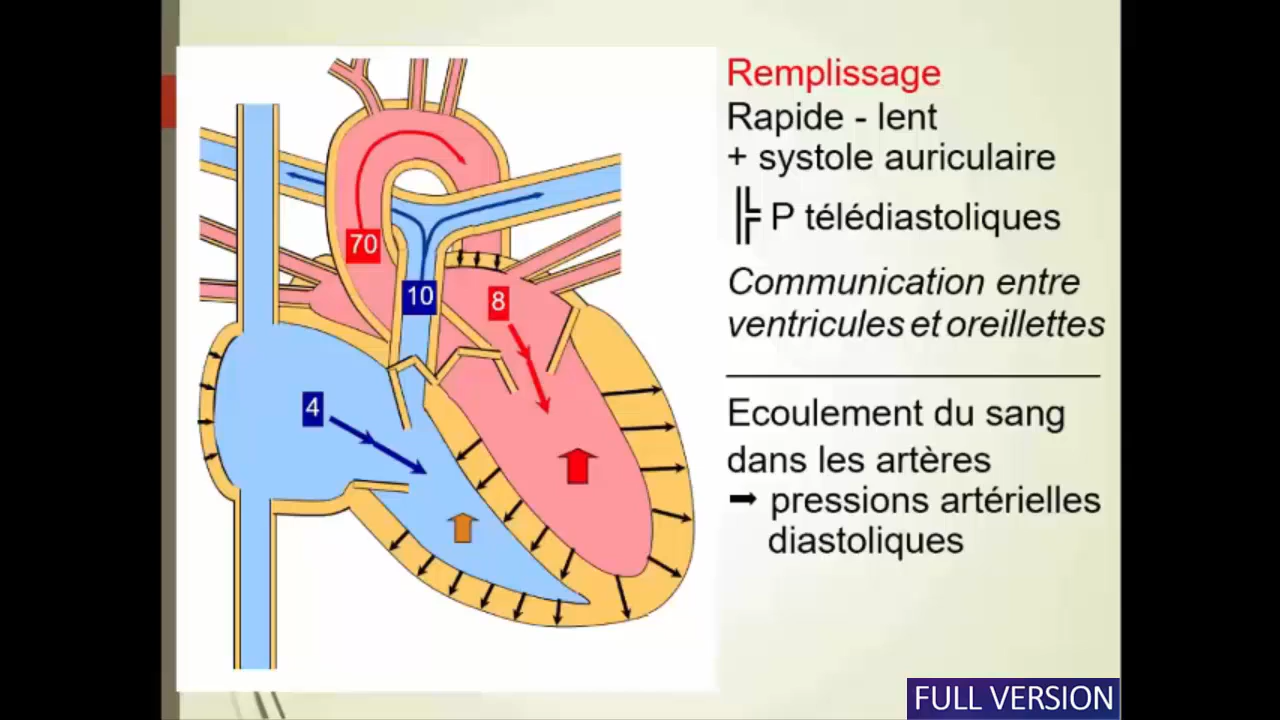 Remplissage
Rapide - lent
+ systole auriculaire
P télédiastoliques
Communication entre
ventricules et oreillettes
Ecoulement du sang
dans les artères
➡ pressions artérielles
diastoliques
70
10
8
4
FULL VERSION